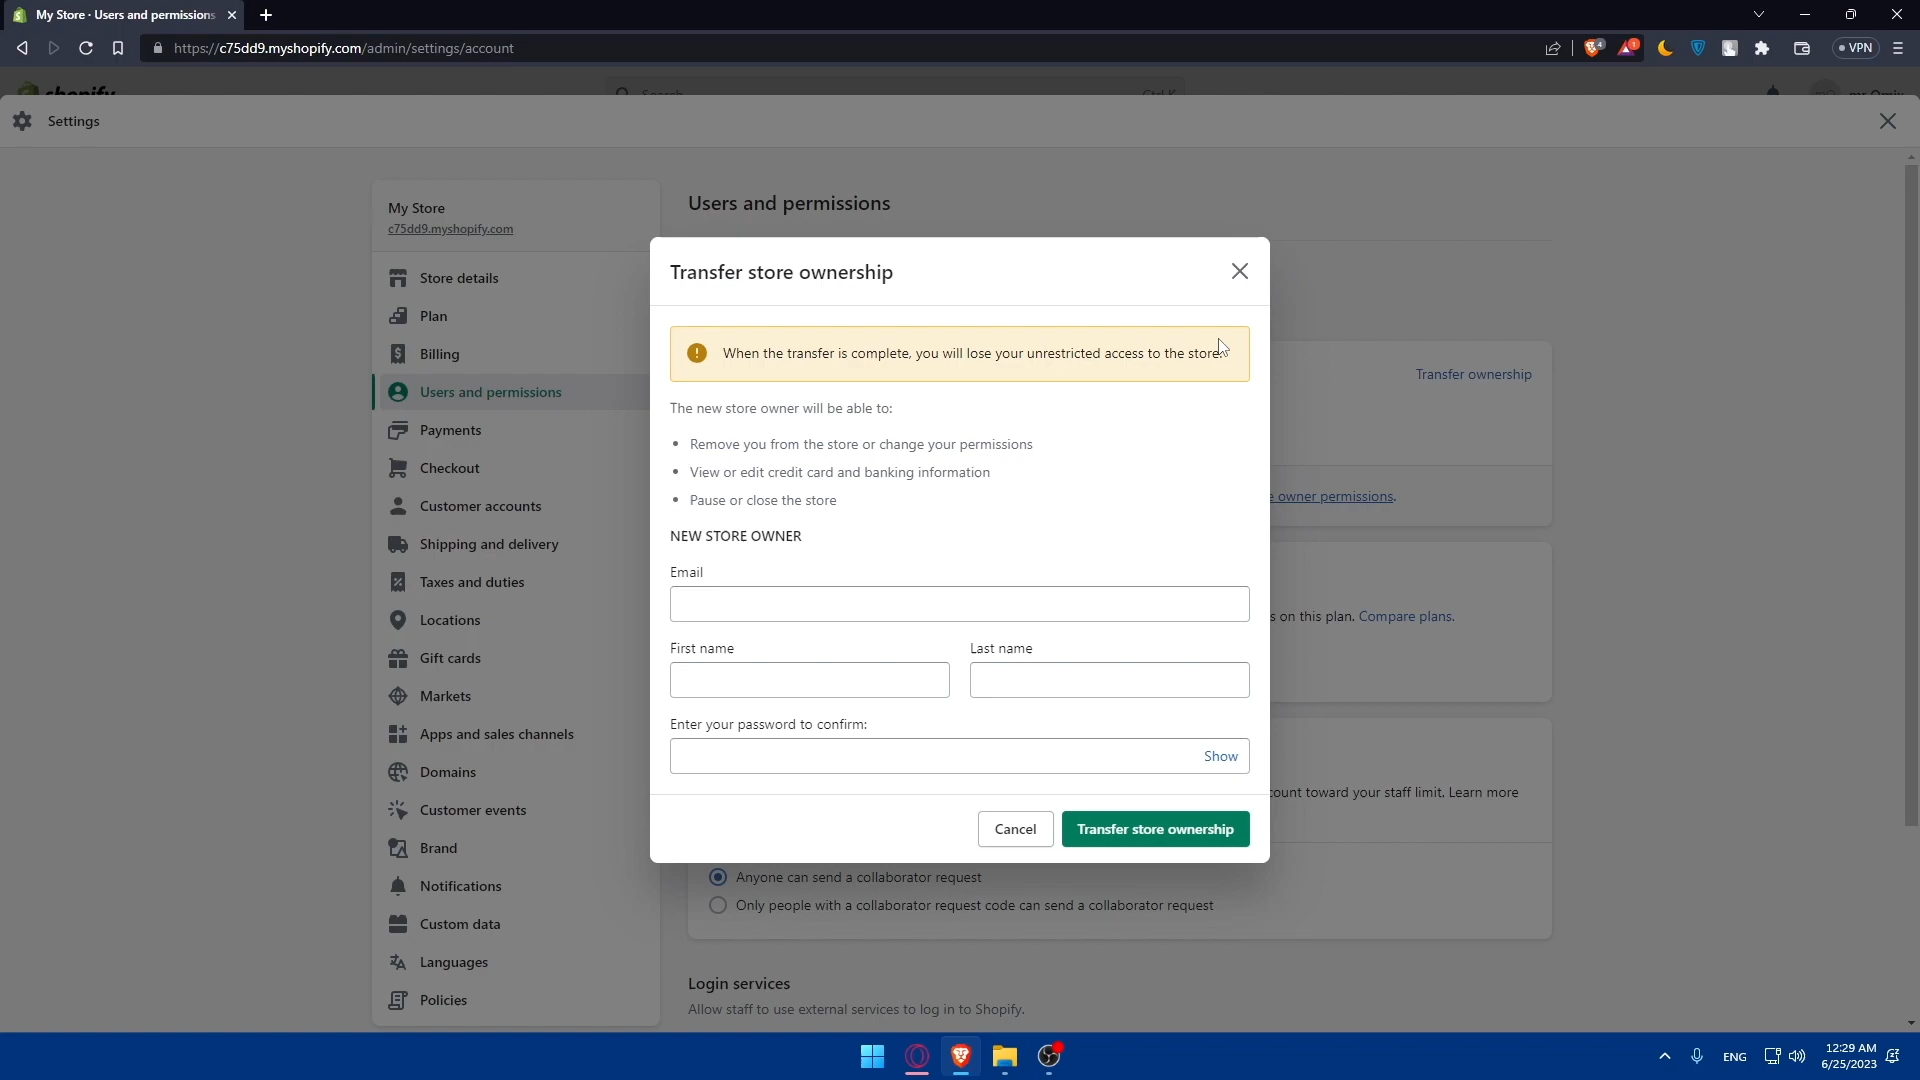 My Store · Users and permissions
https://c75dd9.myshopify.com/admin/settings/account
4
1
VPN
shopify
Search
Ctrl K
mr Omix
Settings
My Store
c75dd9.myshopify.com
Store details
Plan
Billing
Users and permissions
Payments
Checkout
Customer accounts
Shipping and delivery
Taxes and duties
Locations
Gift cards
Markets
Apps and sales channels
Domains
Customer events
Brand
Notifications
Custom data
Languages
Policies
Users and permissions
Transfer ownership
owner permissions.
s on this plan. Compare plans.
count toward your staff limit. Learn more
Transfer store ownership
When the transfer is complete, you will lose your unrestricted access to the store.
The new store owner will be able to:
• Remove you from the store or change your permissions
• View or edit credit card and banking information
• Pause or close the store
NEW STORE OWNER
Email
First name
Last name
Enter your password to confirm:
Show
Cancel
Transfer store ownership
Anyone can send a collaborator request
Only people with a collaborator request code can send a collaborator request
Login services
Allow staff to use external services to log in to Shopify.
ENG
12:29 AM
6/25/2023